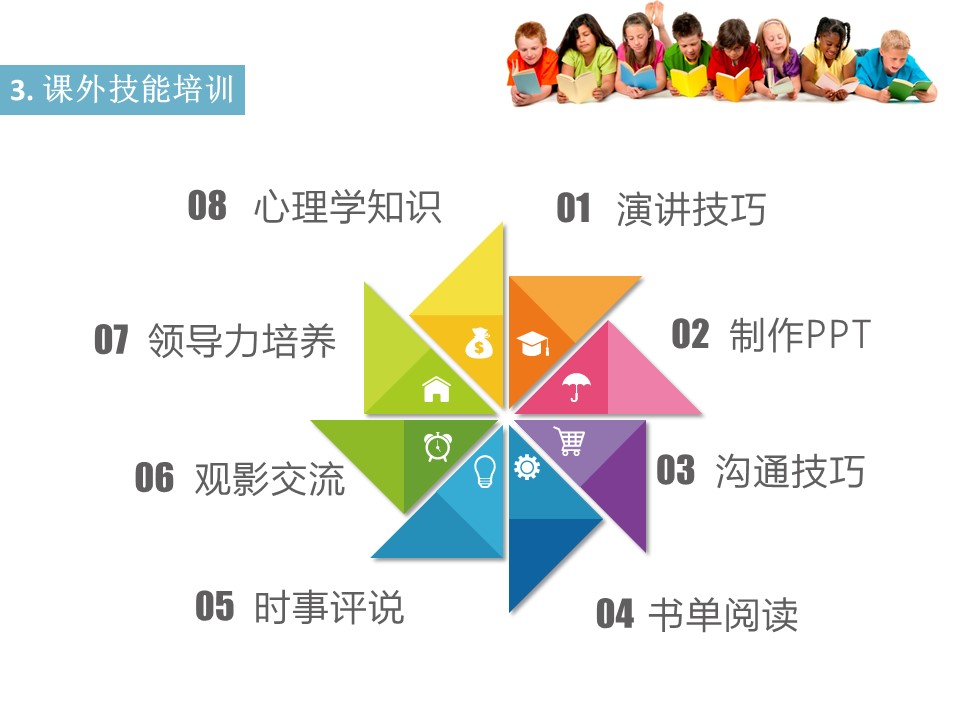 3. 课外技能培训
01 演讲技巧
02 制作PPT
03 沟通技巧
04 书单阅读
05 时事评说
06 观影交流
07 领导力培养
08 心理学知识
$